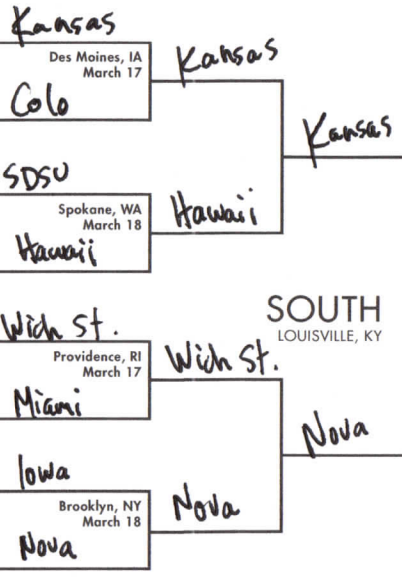 Kansas
Des Moines, IA
March 17
Colo
Kansas
Kansas
SDSU
Spokane, WA
March 18
Hawaii
Hawaii
SOUTH
LOUISVILLE, KY
Wich St.
Providence, RI
March 17
Miami
Wich St.
Nova
Iowa
Brooklyn, NY
March 18
Nova
Nova